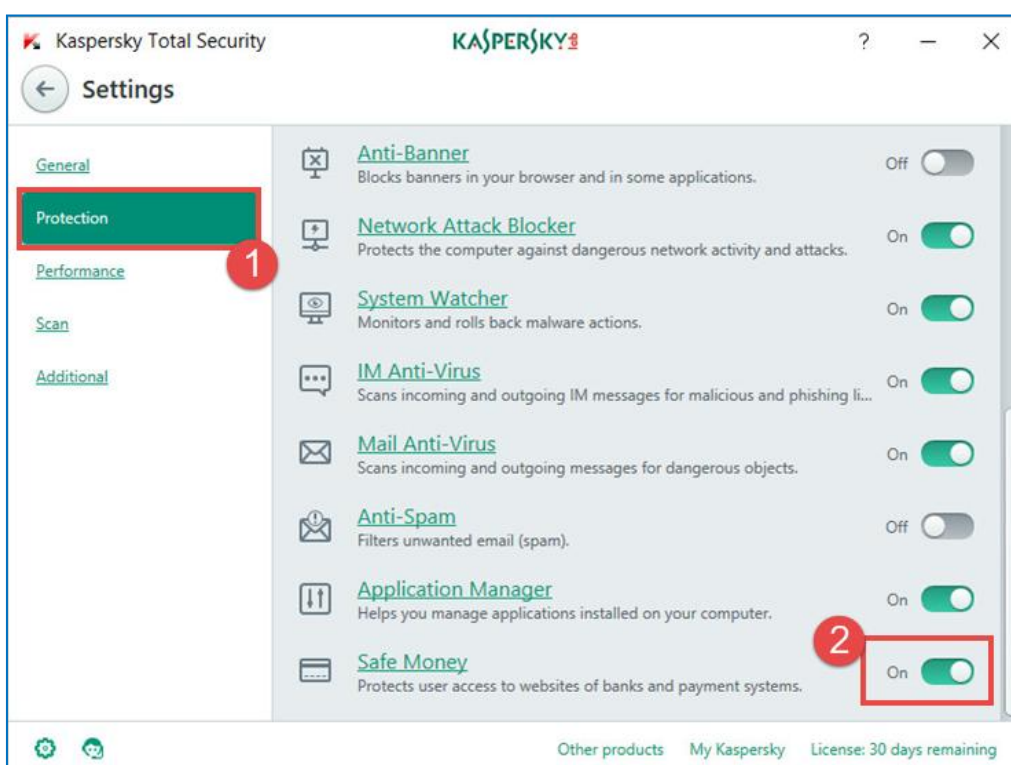 Kaspersky Total Security KASPERSKY lab ?
Settings
General
Protection
1
Performance
Scan
Additional
Anti-Banner
Blocks banners in your browser and in some applications.
Off
Network Attack Blocker
Protects the computer against dangerous network activity and attacks.
On
System Watcher
Monitors and rolls back malware actions.
On
IM Anti-Virus
Scans incoming and outgoing IM messages for malicious and phishing li...
On
Mail Anti-Virus
Scans incoming and outgoing messages for dangerous objects.
On
Anti-Spam
Filters unwanted email (spam).
Off
Application Manager
Helps you manage applications installed on your computer.
On
Safe Money
Protects user access to websites of banks and payment systems.
2
On
Other products My Kaspersky License: 30 days remaining